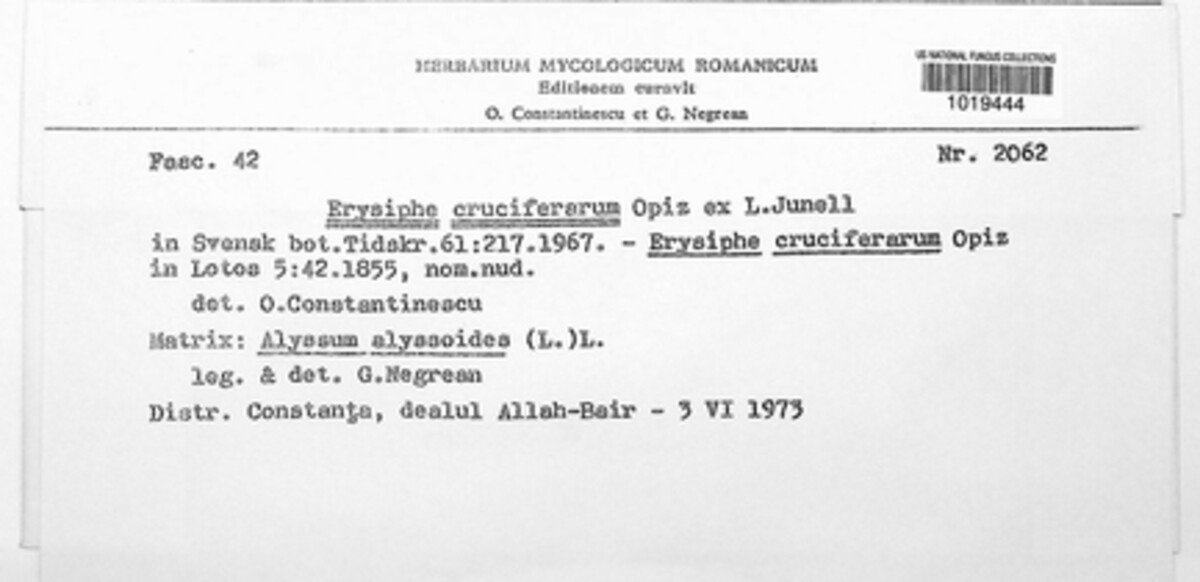 HERBARIUM MYCOLOGICUM ROMANICUM
Editionem curavit
O. Constantinescu et G. Negrean
US NATIONAL FUNGUS COLLECTIONS
1019444
Fasc. 42
Nr. 2062
Erysiphe cruciferarum Opiz ex L.Junell
in Svensk bot.Tidskr.61:217.1967. - Erysiphe cruciferarum Opiz
in Lotos 5:42.1855, nom.nud.
det. O.Constantinescu
Matrix: Alyssum alyssoides (L.)L.
leg. & det. G.Negrean
Distr. Constanța, dealul Allah-Bair - 3 VI 1973